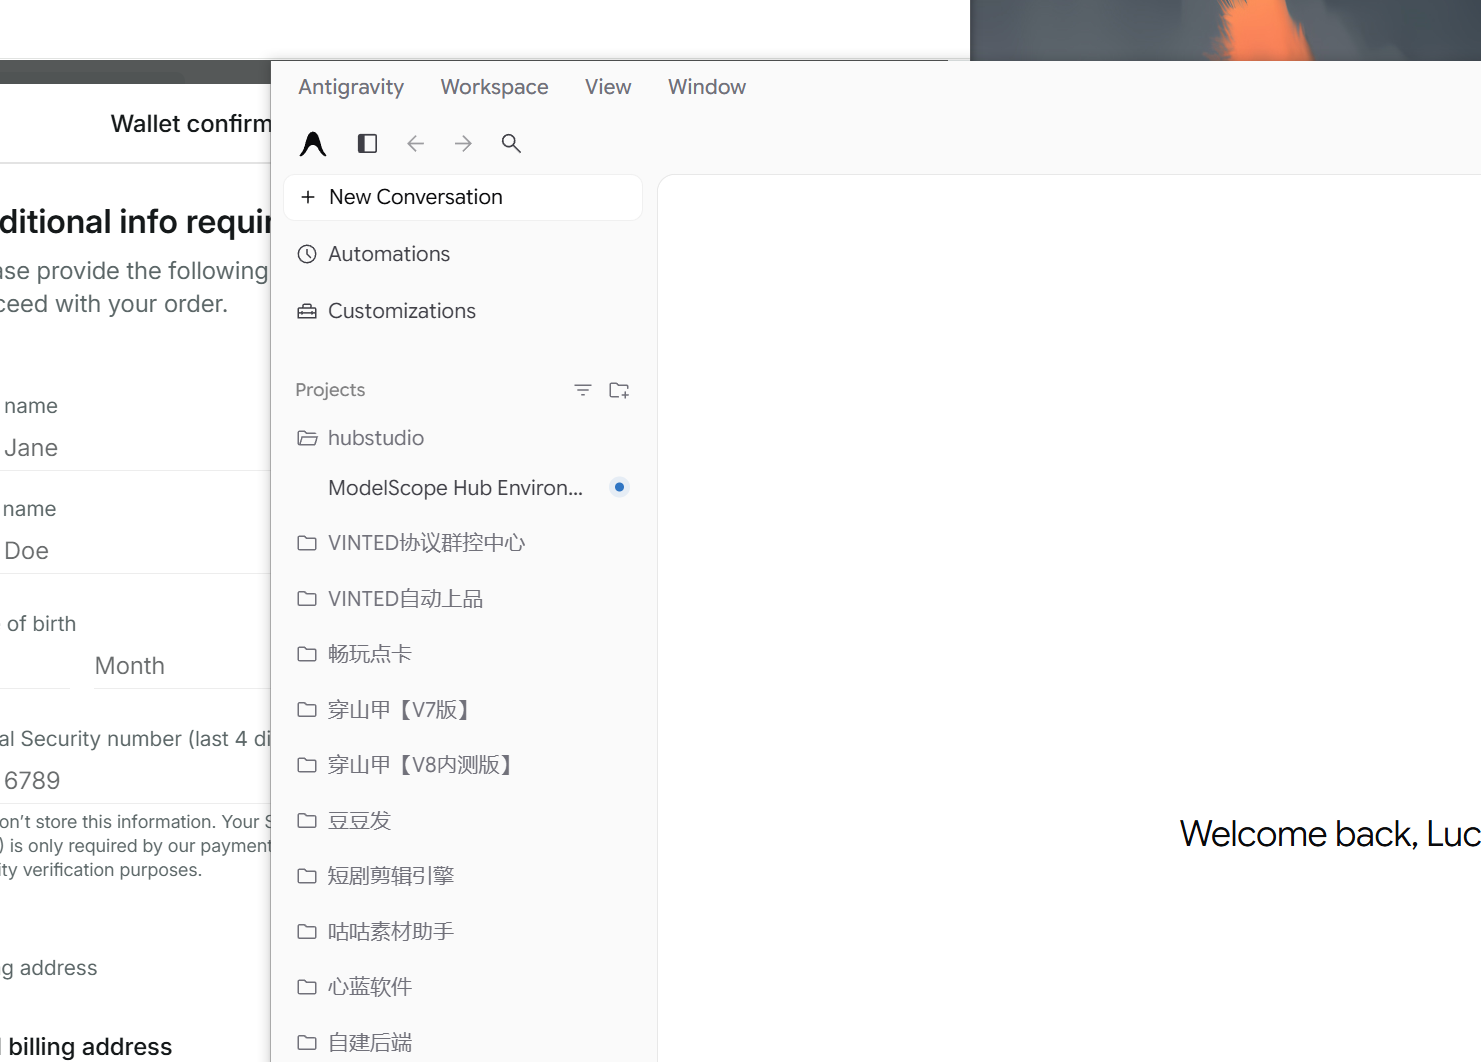 Wallet confirm
ditional info requir
ase provide the following
ceed with your order.
name
Jane
name
Doe
of birth
Month
al Security number (last 4 di
6789
on't store this information. Your S
) is only required by our payment
ity verification purposes.
g address
billing address
Antigravity Workspace View Window
New Conversation
Automations
Customizations
Projects
hubstudio
ModelScope Hub Environ...
VINTED协议群控中心
VINTED自动上品
畅玩点卡
穿山甲【V7版】
穿山甲【V8内测版】
豆豆发
短剧剪辑引擎
咕咕素材助手
心蓝软件
自建后端
Welcome back, Luc